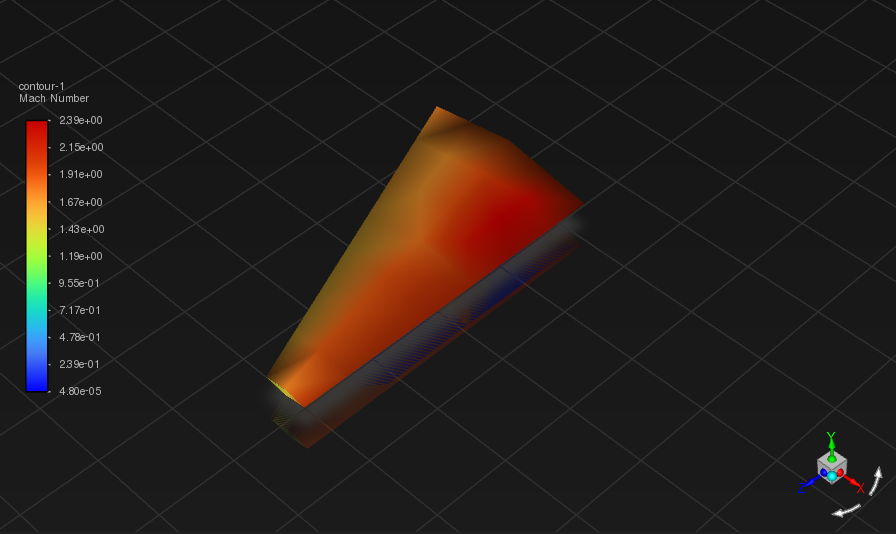 contour-1
Mach Number
2.39e+00
2.15e+00
1.91e+00
1.67e+00
1.43e+00
1.19e+00
9.55e-01
7.17e-01
4.78e-01
2.39e-01
4.80e-05
Y
Z
X